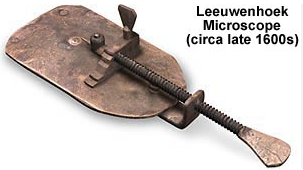 Leeuwenhoek
Microscope
(circa late 1600s)